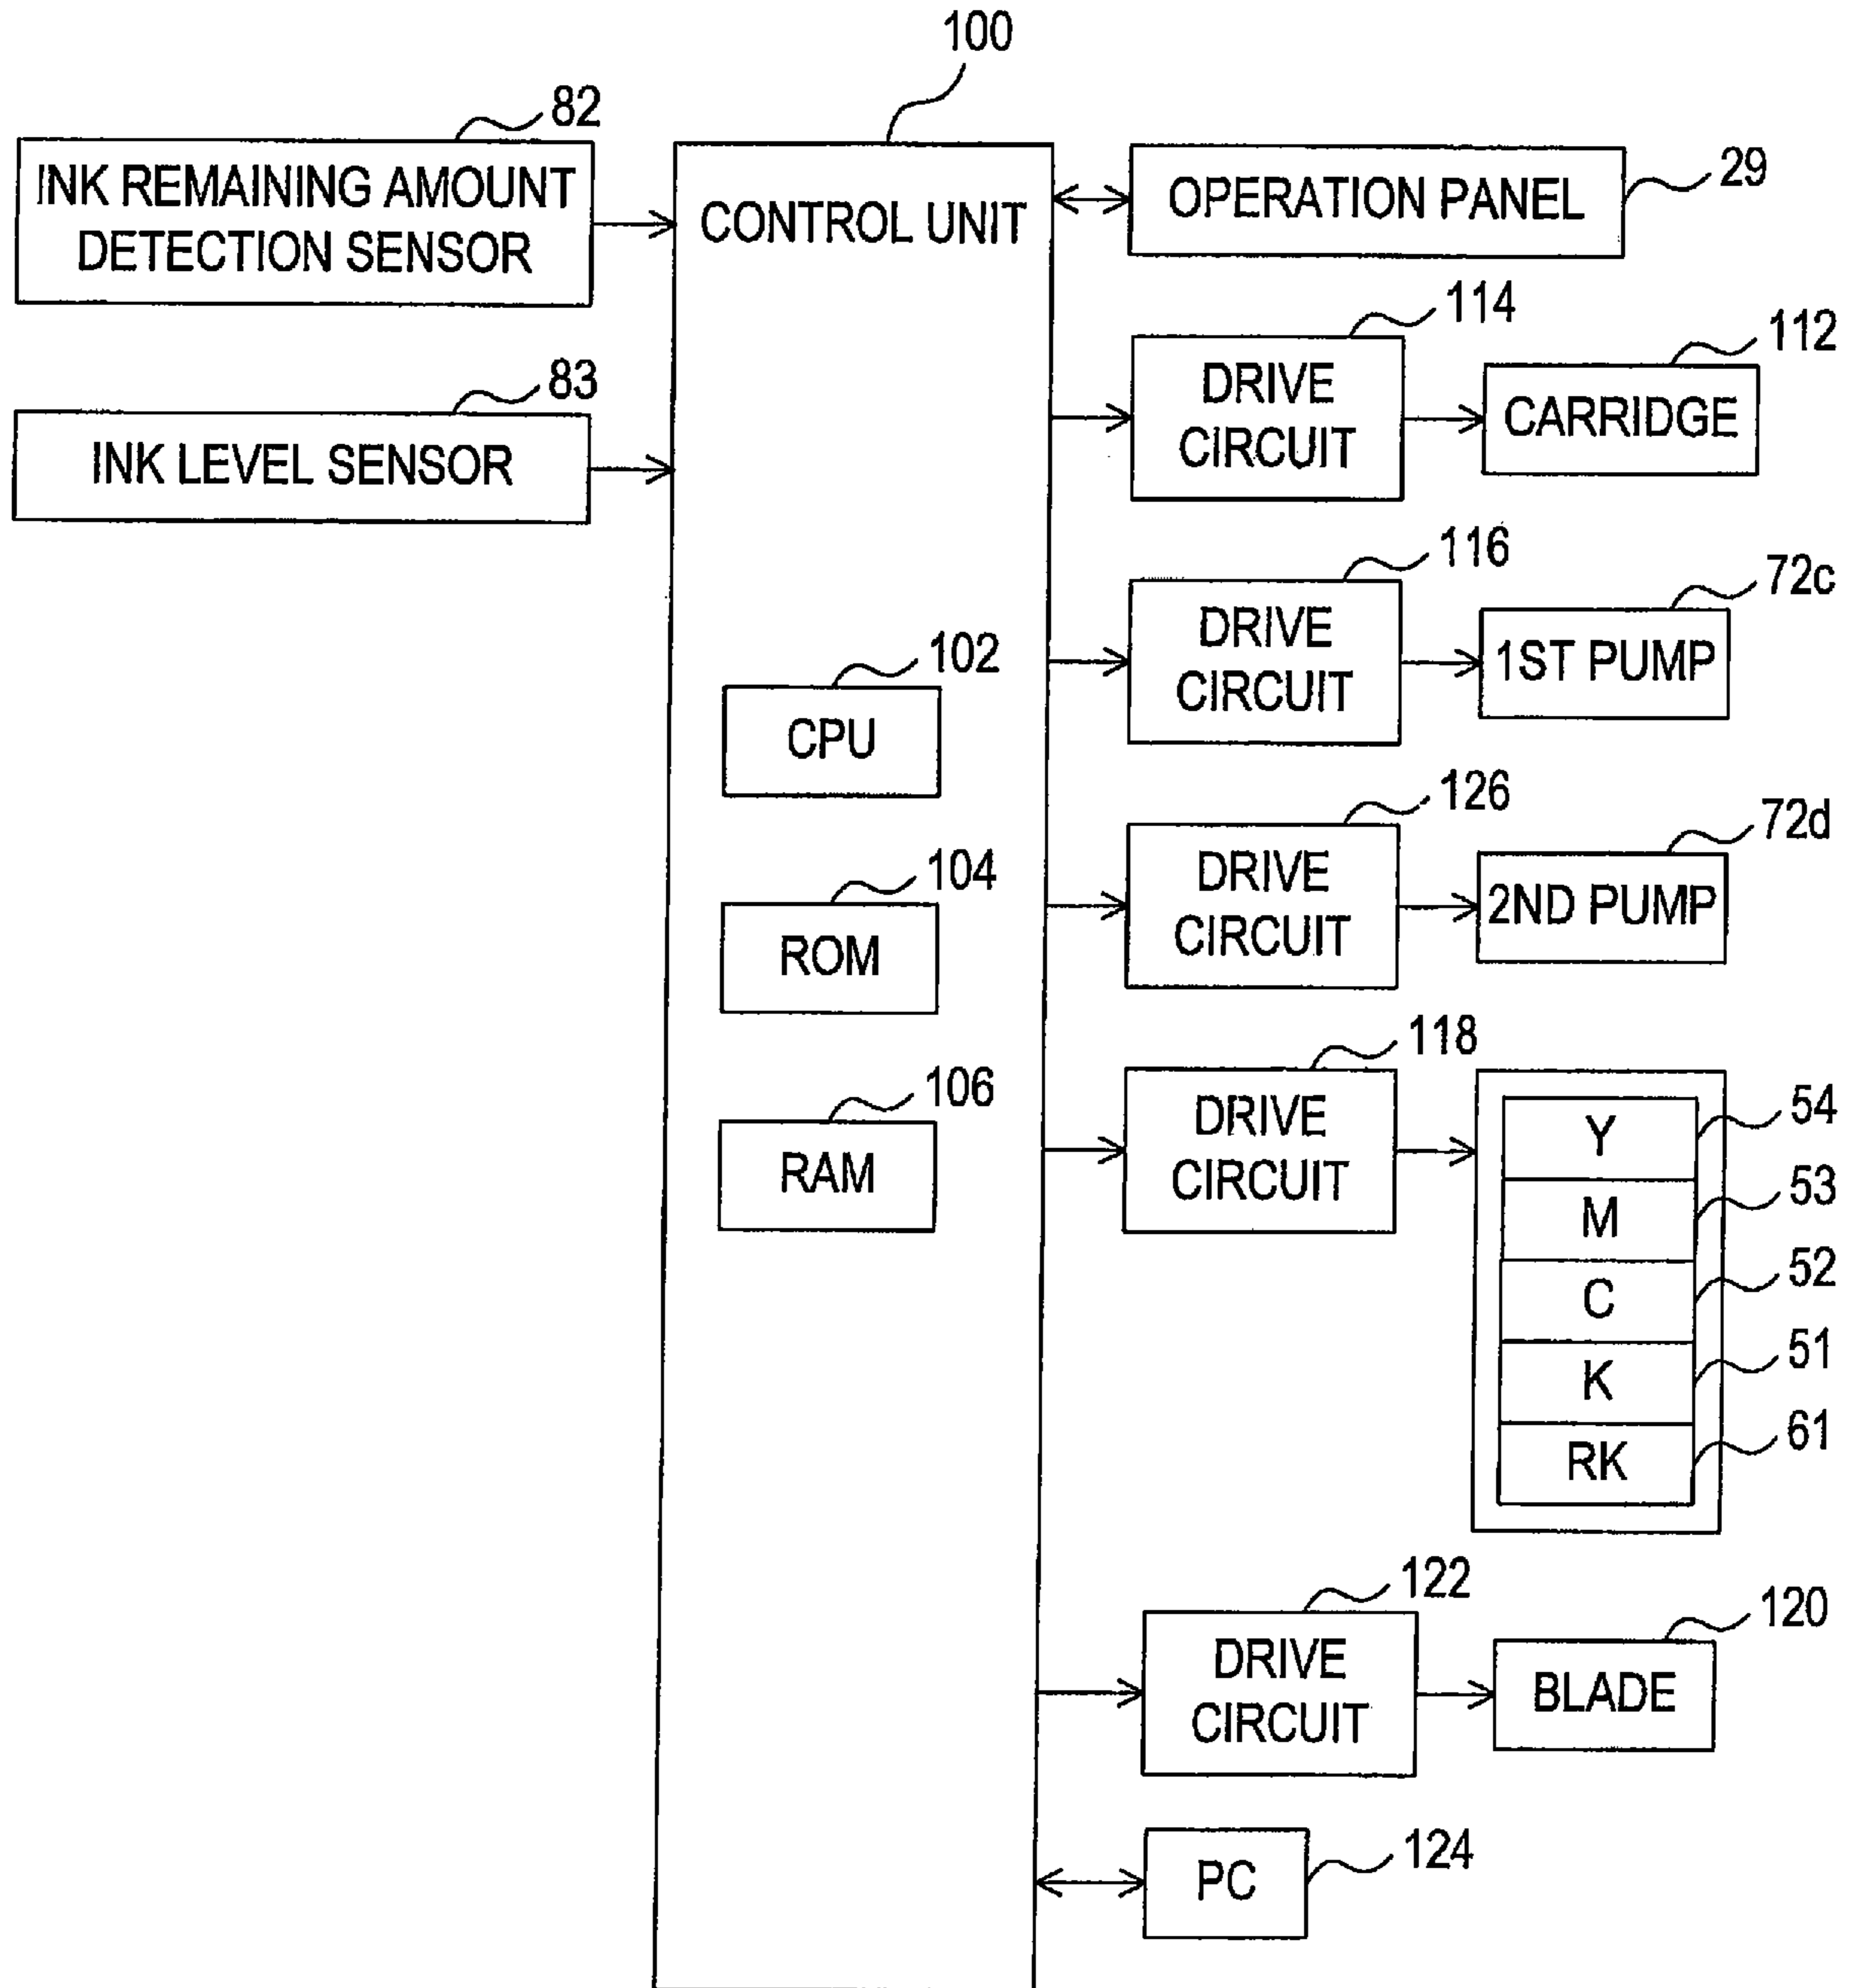 100
82
INK REMAINING AMOUNT
DETECTION SENSOR
83
INK LEVEL SENSOR
CONTROL UNIT
102
CPU
104
ROM
106
RAM
OPERATION PANEL
29
114
DRIVE
CIRCUIT
112
CARRIDGE
116
DRIVE
CIRCUIT
72c
1ST PUMP
126
DRIVE
CIRCUIT
72d
2ND PUMP
118
DRIVE
CIRCUIT
Y
54
M
53
C
52
K
51
RK
61
122
DRIVE
CIRCUIT
120
BLADE
PC
124